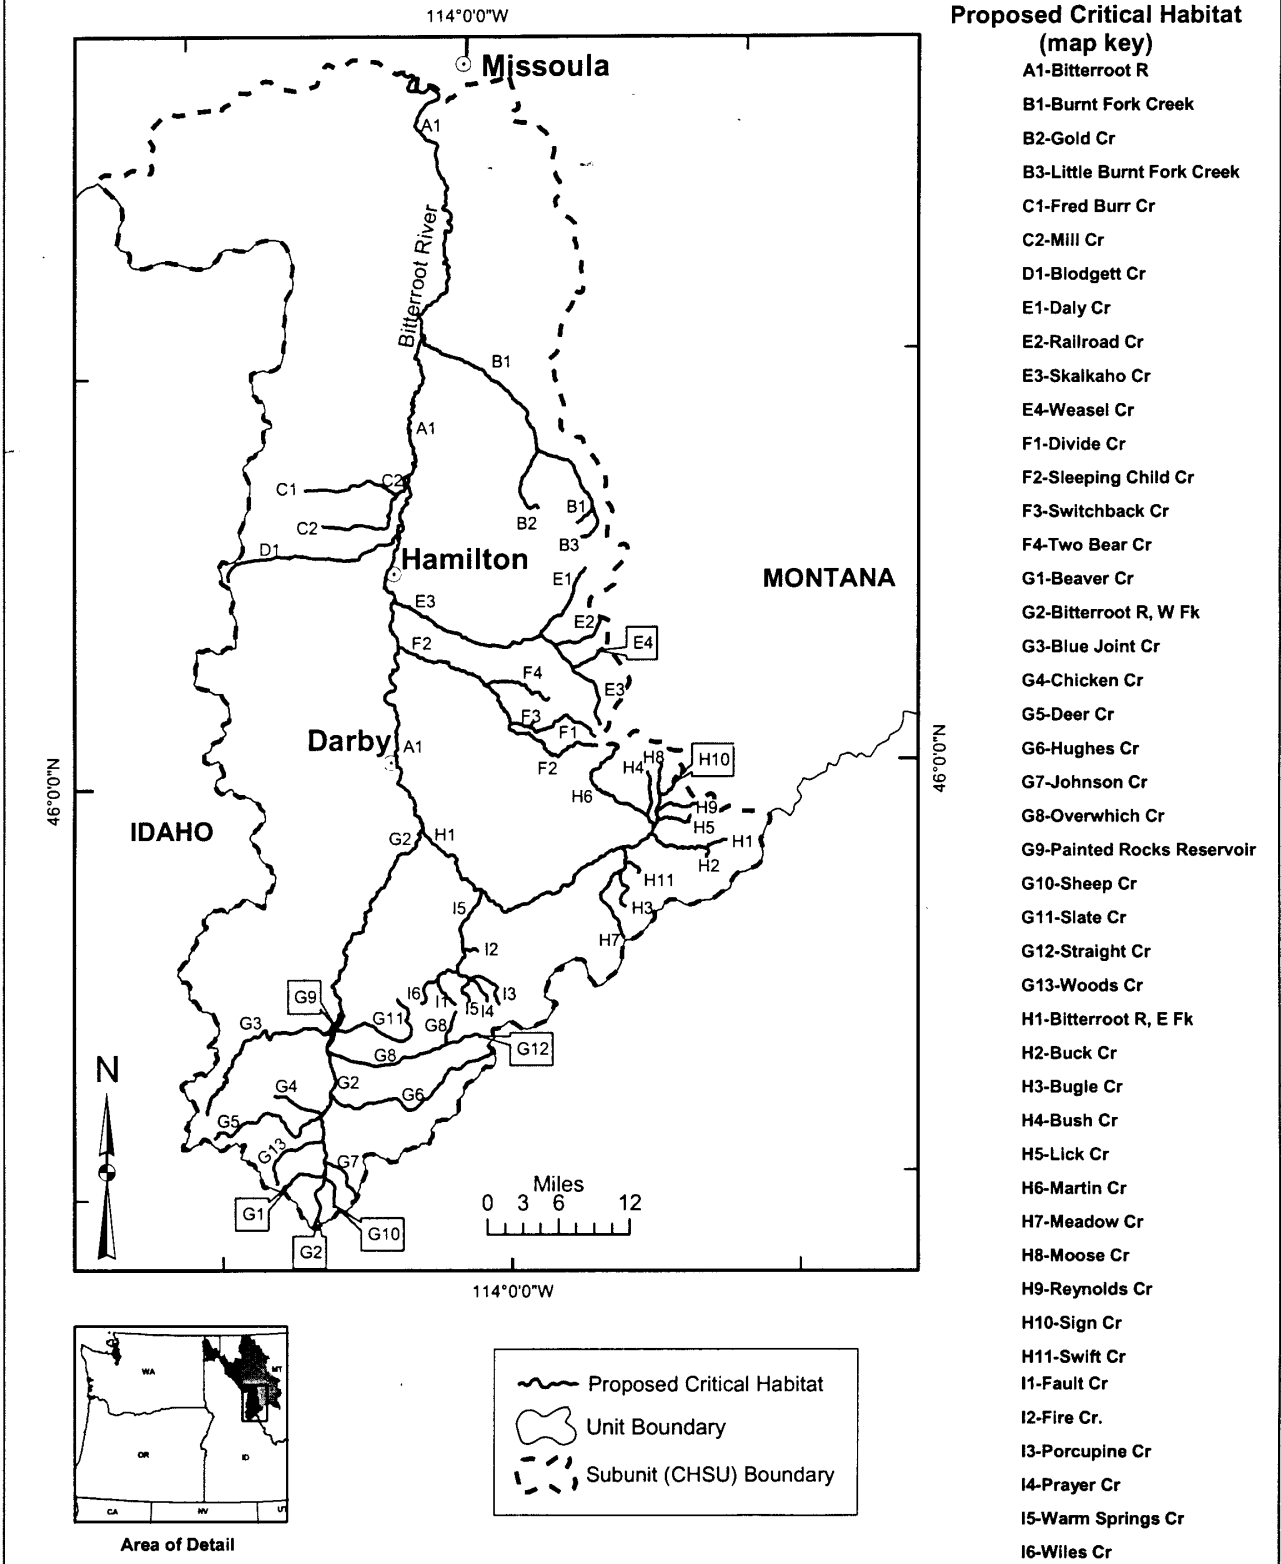 114°0'0"W
Proposed Critical Habitat
(map key)
A1-Bitterroot R
B1-Burnt Fork Creek
B2-Gold Cr
B3-Little Burnt Fork Creek
C1-Fred Burr Cr
C2-Mill Cr
D1-Blodgett Cr
E1-Daly Cr
E2-Railroad Cr
E3-Skalkaho Cr
E4-Weasel Cr
F1-Divide Cr
F2-Sleeping Child Cr
F3-Switchback Cr
F4-Two Bear Cr
G1-Beaver Cr
G2-Bitterroot R, W Fk
G3-Blue Joint Cr
G4-Chicken Cr
G5-Deer Cr
G6-Hughes Cr
G7-Johnson Cr
G8-Overwhich Cr
G9-Painted Rocks Reservoir
G10-Sheep Cr
G11-Slate Cr
G12-Straight Cr
G13-Woods Cr
H1-Bitterroot R, E Fk
H2-Buck Cr
H3-Bugle Cr
H4-Bush Cr
H5-Lick Cr
H6-Martin Cr
H7-Meadow Cr
H8-Moose Cr
H9-Reynolds Cr
H10-Sign Cr
H11-Swift Cr
I1-Fault Cr
I2-Fire Cr.
I3-Porcupine Cr
I4-Prayer Cr
I5-Warm Springs Cr
I6-Wiles Cr
Missoula
A1
Bitterroot River
B1
A1
C1
C2
C2
B2
B1
B3
D1
Hamilton
E1
MONTANA
E3
E2
F2
E4
F4
E3
F3
F1
Darby
A1
F2
H8
H4
H10
46°0'0"N
46°0'0"N
H6
H9
H5
IDAHO
G2
H1
H1
H2
H11
I5
H3
H7
I2
G9
I6
I1
I5
I4
I3
G3
G11
G8
G12
G8
N
G4
G2
G6
G5
G13
G7
G1
G10
G2
Miles
0 3 6 12
114°0'0"W
WA
MT
OR
ID
CA
NV
UT
Area of Detail
Proposed Critical Habitat
Unit Boundary
Subunit (CHSU) Boundary